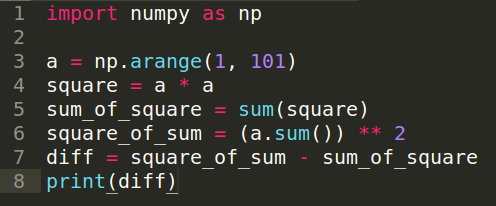 1 import numpy as np
2
3 a = np.arange(1, 101)
4 square = a * a
5 sum_of_square = sum(square)
6 square_of_sum = (a.sum()) ** 2
7 diff = square_of_sum - sum_of_square
8 print(diff)